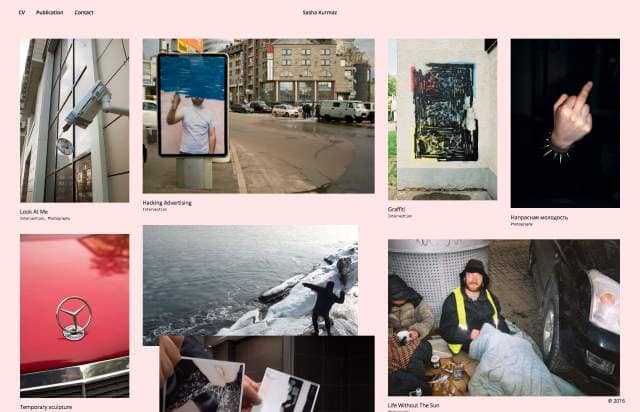 CV Publication Contact Sasha Kurmaz
Look At Me
Intervention, Photography
Hacking Advertising
Intervention
Graffiti
Intervention
Напрасная молодость
Photography
Temporary sculpture
Life Without The Sun
© 2016